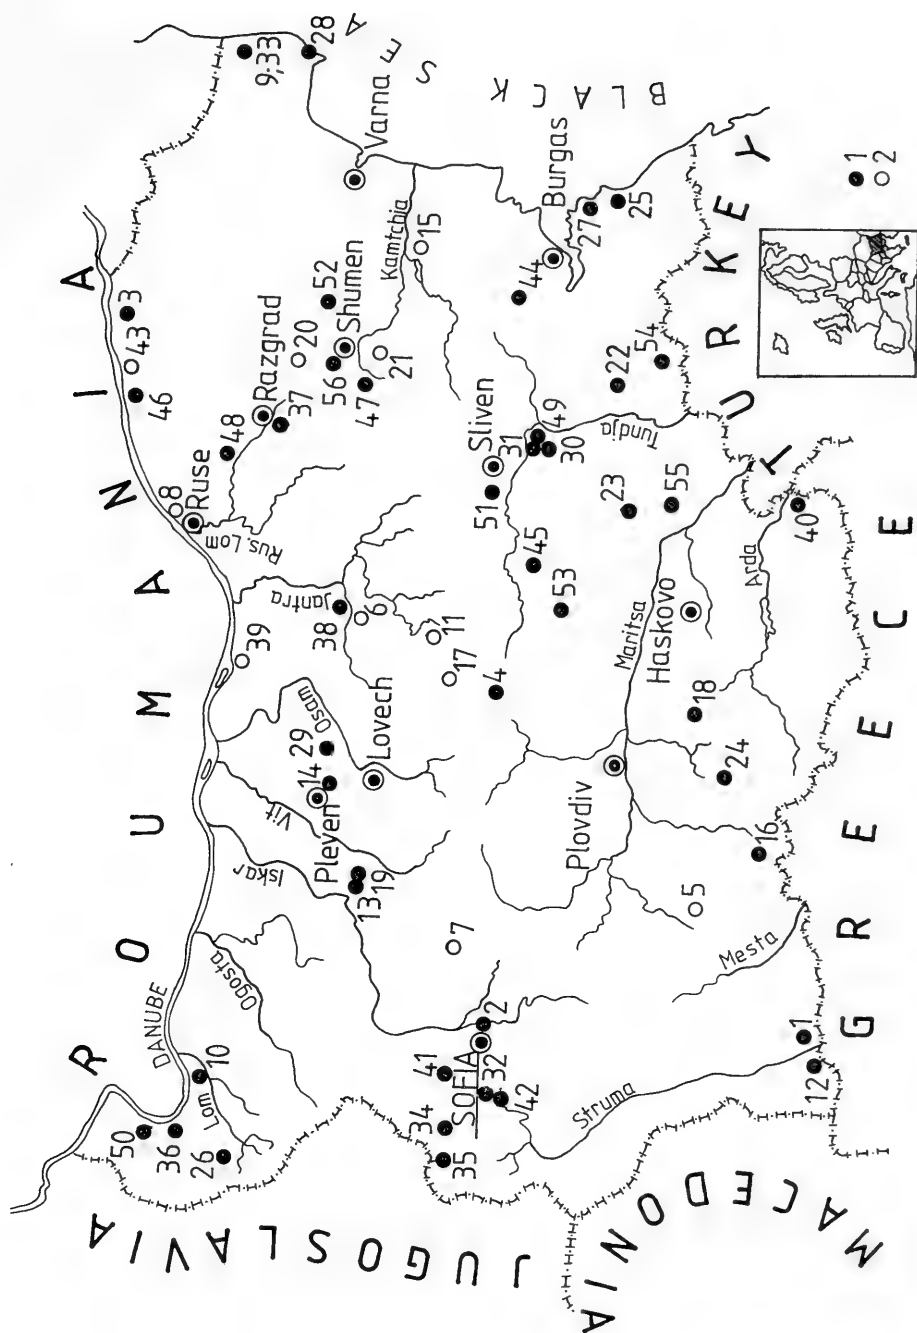 ROUMANIA
JUGOSLAVIA
MACEDONIA
GREECE
TURKEY
BLACK SEA
DANUBE
50
36
26
Lom
10
Ogosta
Iskar
Vit
Osam
39
Jantra
Rus. Lom
8
Ruse
46
43
3
48
Razgrad
37
20
52
56
Shumen
47
21
Kamtchia
15
Varna
9;33
28
Pleven
14
29
13
19
Lovech
38
6
11
17
7
41
34
35
SOFIA
2
32
42
4
45
53
51
Sliven
31
49
30
44
Burgas
27
25
Tundja
22
54
23
55
Maritsa
Plovdiv
Haskovo
18
24
Arda
40
5
16
Mesta
Struma
1
12
1
2